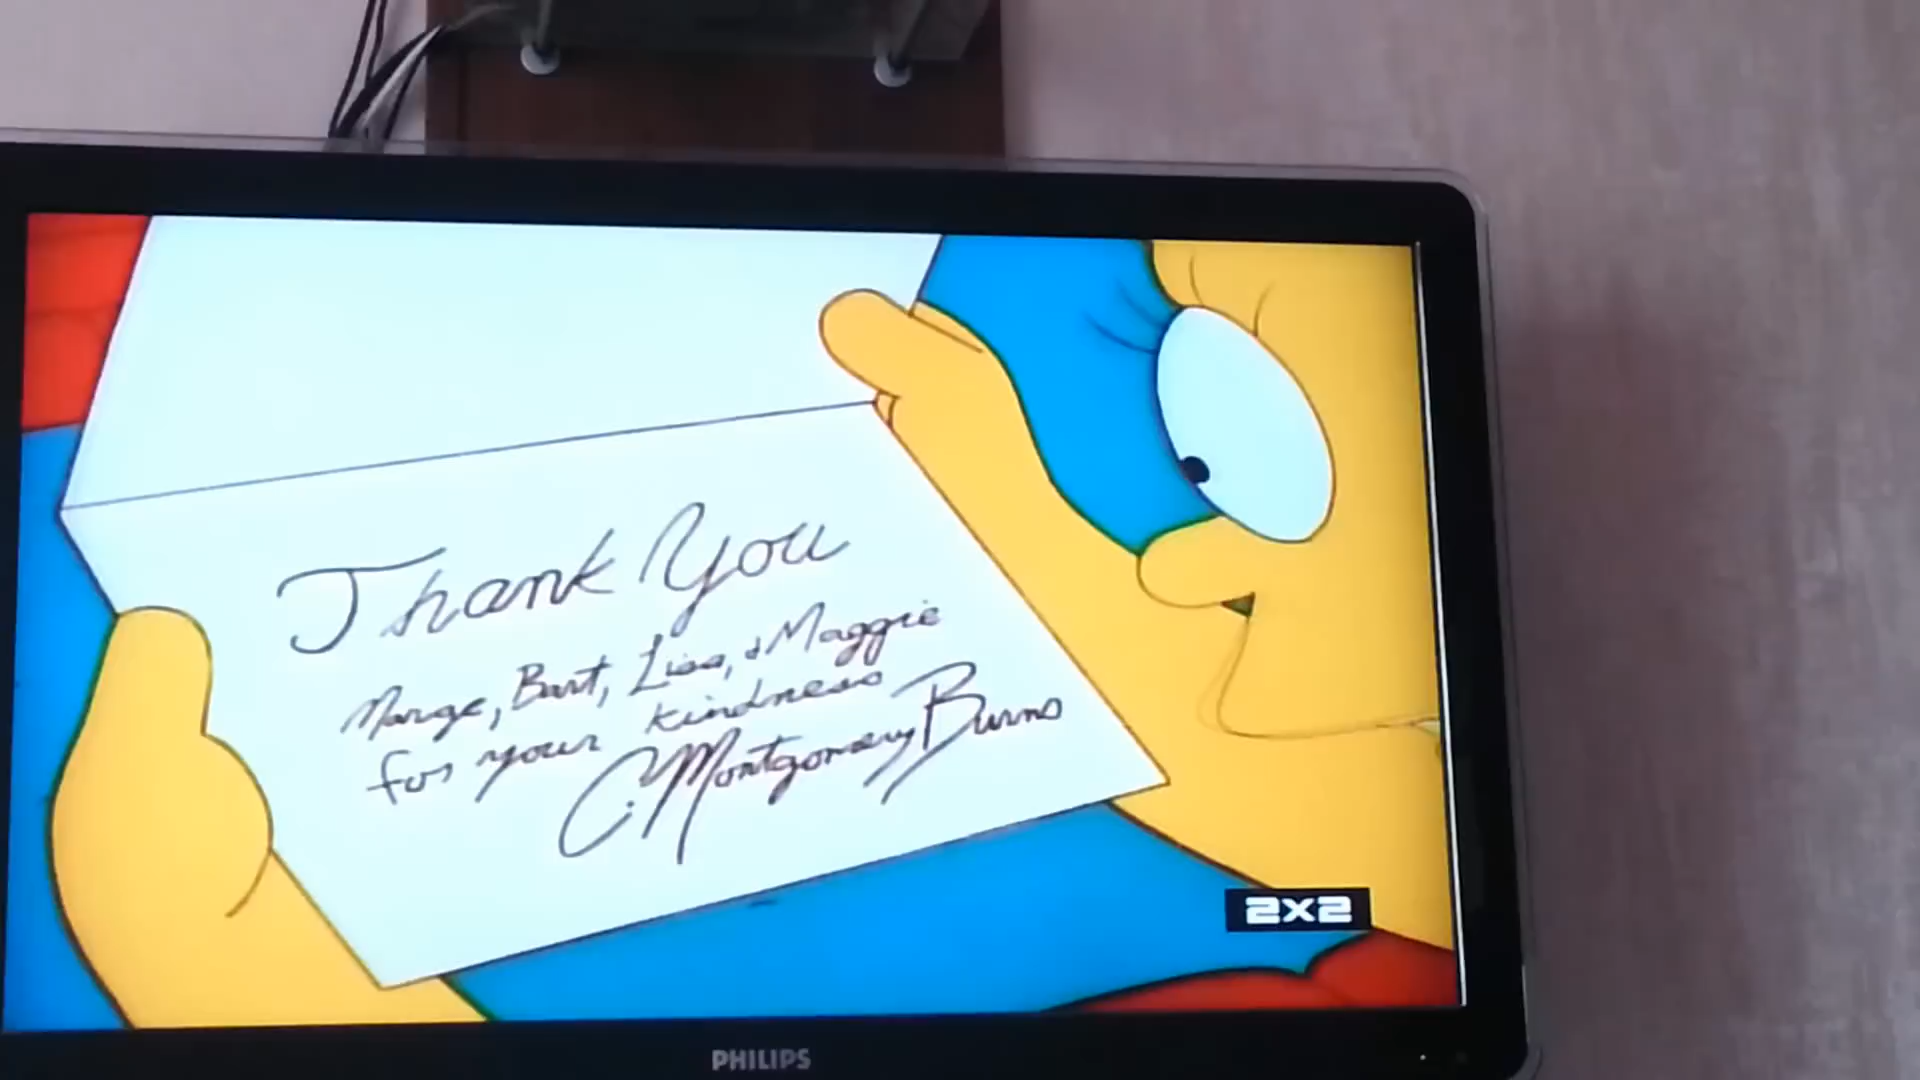 Thank You
Marge, Bart, Lisa, & Maggie
for your kindness
C. Montgomery Burns
2X2
PHILIPS